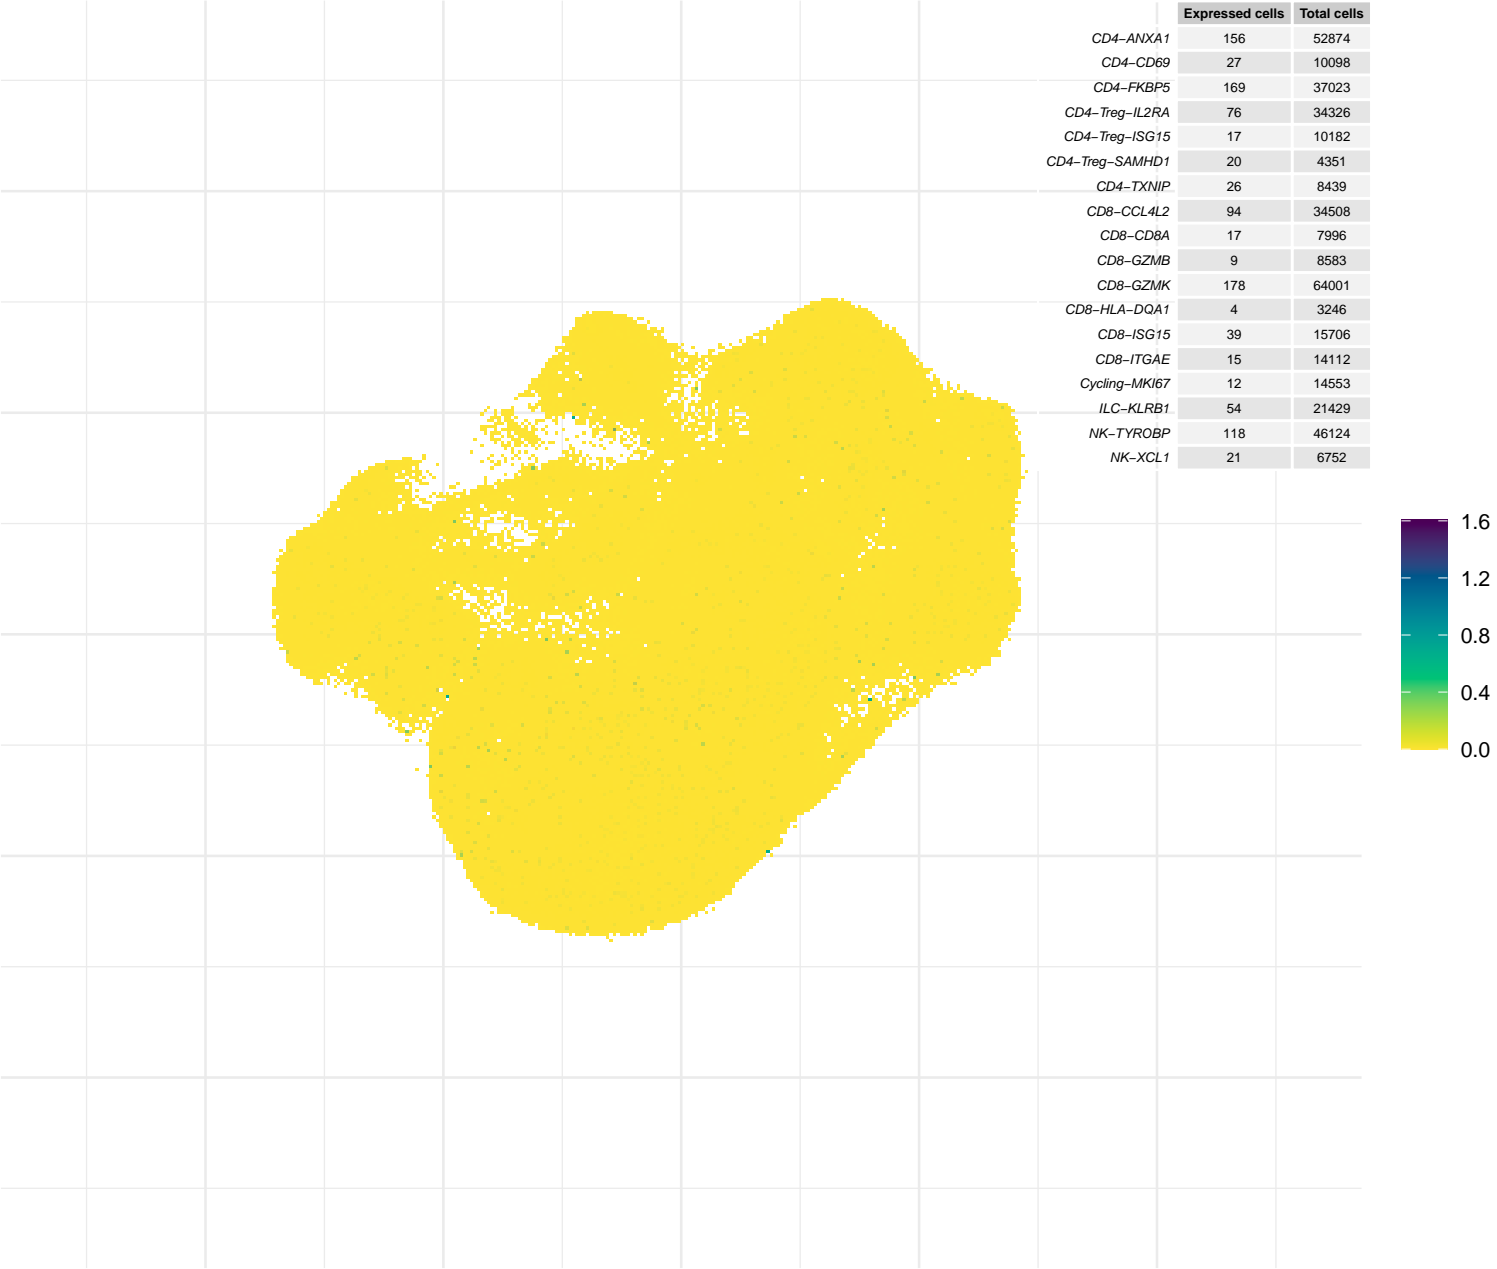 Expressed cells Total cells
CD4−ANXA1 156 52874
CD4−CD69 27 10098
CD4−FKBP5 169 37023
CD4−Treg−IL2RA 76 34326
CD4−Treg−ISG15 17 10182
CD4−Treg−SAMHD1 20 4351
CD4−TXNIP 26 8439
CD8−CCL4L2 94 34508
CD8−CD8A 17 7996
CD8−GZMB 9 8583
CD8−GZMK 178 64001
CD8−HLA−DQA1 4 3246
CD8−ISG15 39 15706
CD8−ITGAE 15 14112
Cycling−MKI67 12 14553
ILC−KLRB1 54 21429
NK−TYROBP 118 46124
NK−XCL1 21 6752
1.6
1.2
0.8
0.4
0.0